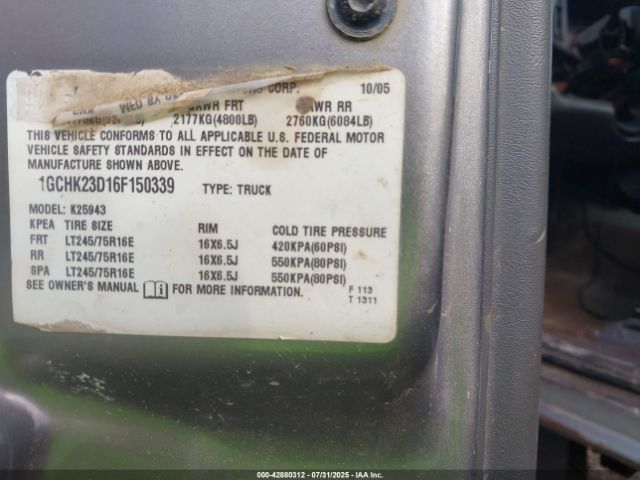 CORP. 10/05
GAWR FRT
2177KG(4800LB) 2760KG(6084LB)
THIS VEHICLE CONFORMS TO ALL APPLICABLE U.S. FEDERAL MOTOR
VEHICLE SAFETY STANDARDS IN EFFECT ON THE DATE OF
MANUFACTURE SHOWN ABOVE.
1GCHK23D16F150339 TYPE: TRUCK
MODEL: K25943
KPEA TIRE SIZE RIM COLD TIRE PRESSURE
FRT LT245/75R16E 16X6.5J 420KPA(60PSI)
RR LT245/75R16E 16X6.5J 550KPA(80PSI)
SPA LT245/75R16E 16X6.5J 550KPA(80PSI)
SEE OWNER'S MANUAL FOR MORE INFORMATION. F 113
T 1311
000-42880312 - 07/31/2025 - IAA Inc.